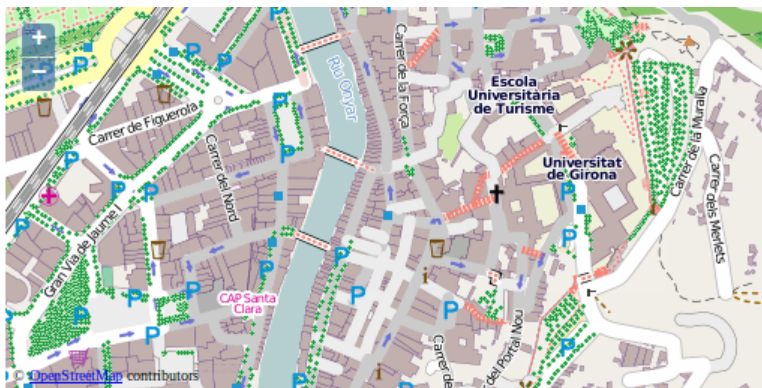 +
−
Carrer de Figuerola
Carrer del Nord
Gran Via de Jaume I
CAP Santa
Clara
Riu Onyar
Carrer de la Força
Escola
Universitària
de Turisme
Universitat
de Girona
Carrer de la Muralla
Carrer dels Merlets
Carrer de
del Portal Nou
© OpenStreetMap contributors